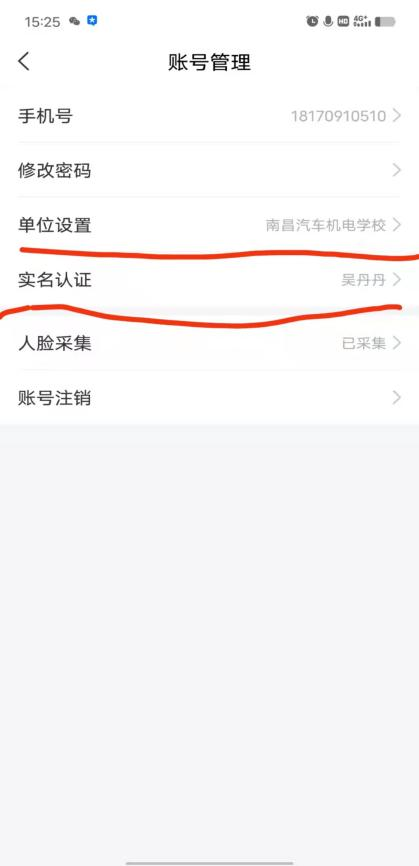 15:25 HD 4G+
账号管理
手机号 18170910510
修改密码
单位设置 南昌汽车机电学校
实名认证 吴丹丹
人脸采集 已采集
账号注销